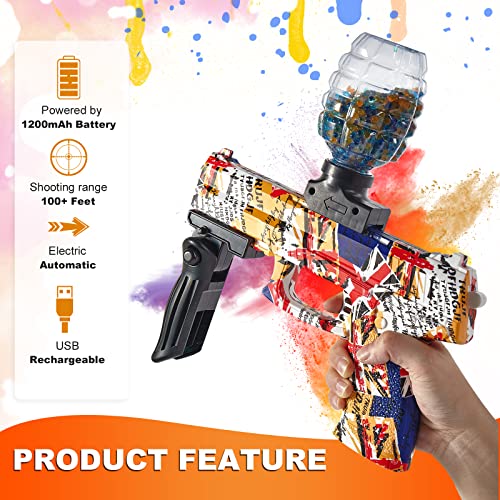 Powered by
1200mAh Battery
Shooting range
100+ Feet
Electric
Automatic
USB
Rechargeable
PRODUCT FEATURE